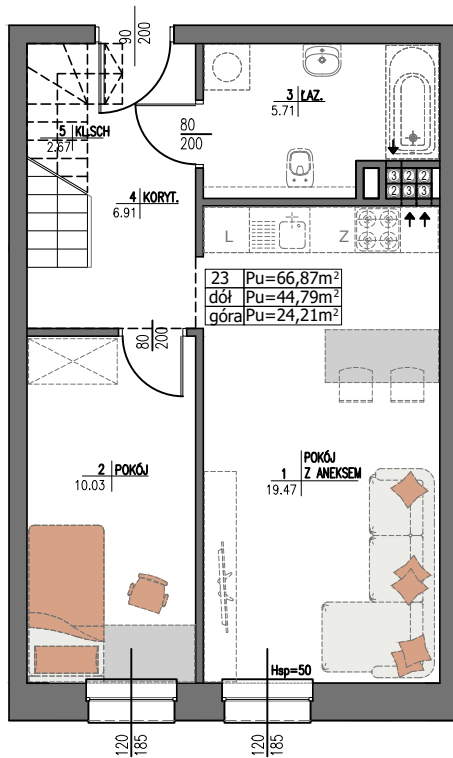 90
200
3 ŁAZ.
5.71
5 KL.SCH
2.67
80
200
4 KORYT.
6.91
3 2 2
2 3 3
L
Z
23 Pu=66,87m²
dół Pu=44,79m²
góra Pu=24,21m²
80
200
2 POKÓJ
10.03
POKÓJ
1 Z ANEKSEM
19.47
Hsp=50
120
185
120
185